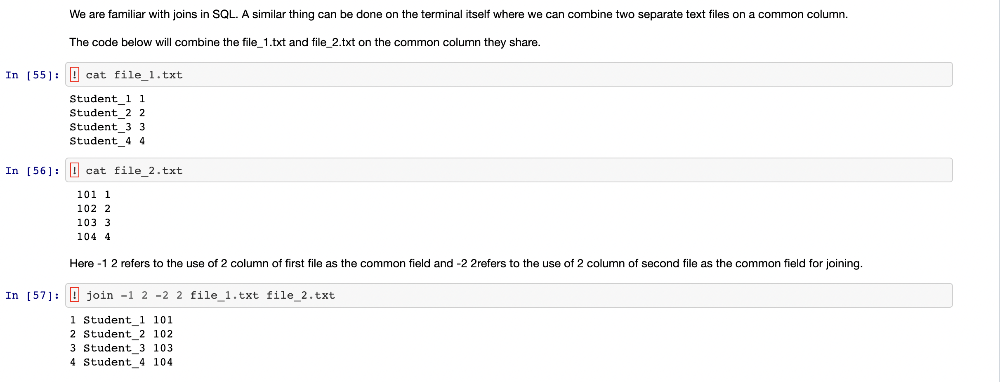 We are familiar with joins in SQL. A similar thing can be done on the terminal itself where we can combine two separate text files on a common column.
The code below will combine the file_1.txt and file_2.txt on the common column they share.
In [55]: ! cat file_1.txt
Student_1 1
Student_2 2
Student_3 3
Student_4 4
In [56]: ! cat file_2.txt
101 1
102 2
103 3
104 4
Here -1 2 refers to the use of 2 column of first file as the common field and -2 2refers to the use of 2 column of second file as the common field for joining.
In [57]: ! join -1 2 -2 2 file_1.txt file_2.txt
1 Student_1 101
2 Student_2 102
3 Student_3 103
4 Student_4 104